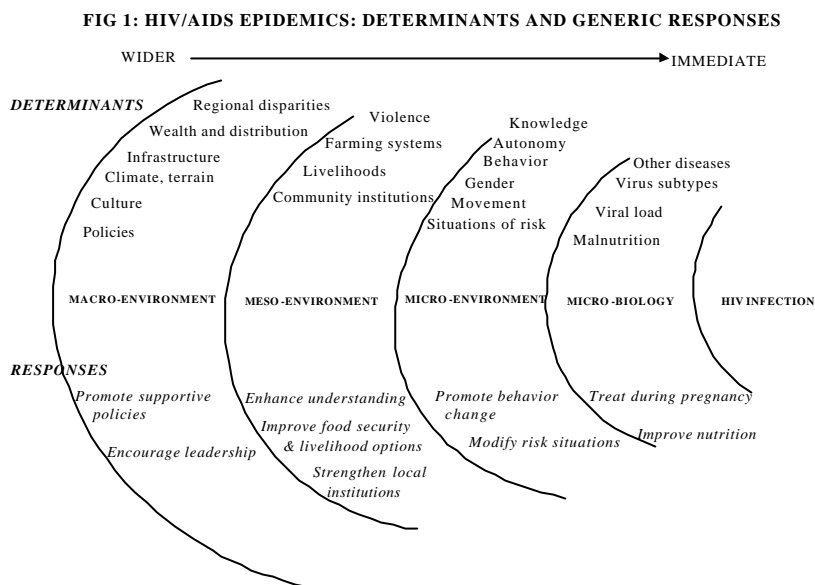 FIG 1: HIV/AIDS EPIDEMICS: DETERMINANTS AND GENERIC RESPONSES
WIDER
IMMEDIATE
DETERMINANTS
Regional disparities
Wealth and distribution
Infrastructure
Climate, terrain
Culture
Policies
Violence
Farming systems
Livelihoods
Community institutions
Knowledge
Autonomy
Behavior
Gender
Movement
Situations of risk
Other diseases
Virus subtypes
Viral load
Malnutrition
MACRO-ENVIRONMENT
MESO-ENVIRONMENT
MICRO-ENVIRONMENT
MICRO-BIOLOGY
HIV INFECTION
RESPONSES
Promote supportive
policies
Encourage leadership
Enhance understanding
Improve food security
& livelihood options
Strengthen local
institutions
Promote behavior
change
Modify risk situations
Treat during pregnancy
Improve nutrition